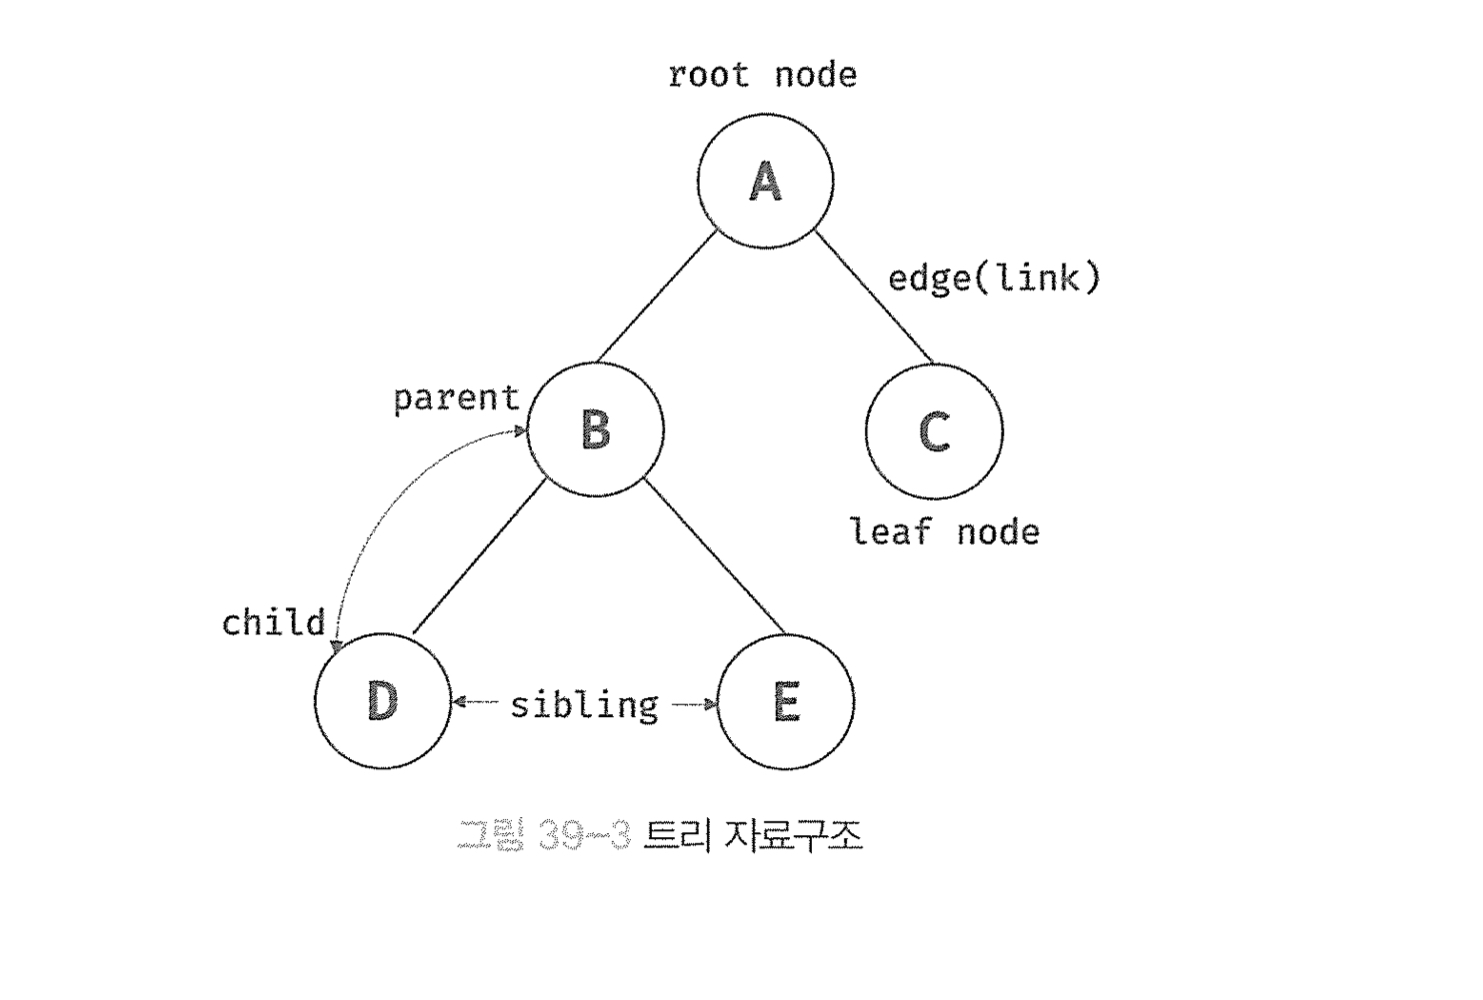 root node
A
edge(link)
parent
B
C
leaf node
child
D
sibling
E
그림 39-3 트리 자료구조